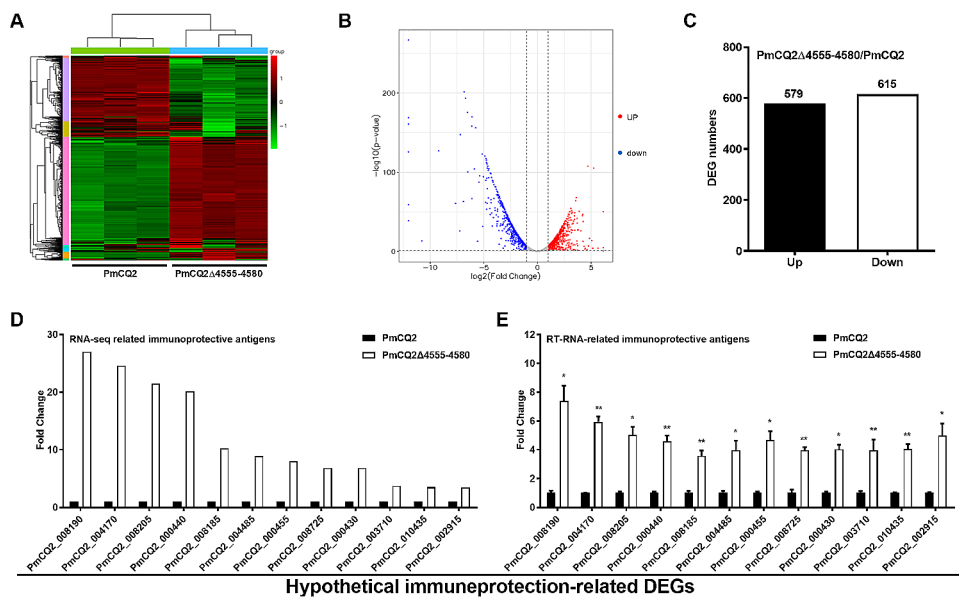 A
group
1
0
−1
PmCQ2
PmCQ2Δ4555-4580
B
−log10(p−value)
200
100
0
−10
−5
0
5
log2(Fold Change)
UP
down
C
PmCQ2Δ4555-4580/PmCQ2
DEG numbers
800
600
400
200
0
579
615
Up
Down
D
RNA-seq related immunoprotective antigens
PmCQ2
PmCQ2Δ4555-4580
Fold Change
30
20
10
0
PmCQ2_008190
PmCQ2_004170
PmCQ2_008205
PmCQ2_000440
PmCQ2_008185
PmCQ2_004485
PmCQ2_000455
PmCQ2_008725
PmCQ2_000430
PmCQ2_003710
PmCQ2_010435
PmCQ2_002915
E
RT-RNA-related immunoprotective antigens
PmCQ2
PmCQ2Δ4555-4580
Fold Change
12
10
8
6
4
2
0
* ** * ** ** * * ** * ** ** *
PmCQ2_008190
PmCQ2_004170
PmCQ2_008205
PmCQ2_000440
PmCQ2_008185
PmCQ2_004485
PmCQ2_000455
PmCQ2_008725
PmCQ2_000430
PmCQ2_003710
PmCQ2_010435
PmCQ2_002915
Hypothetical immuneprotection-related DEGs